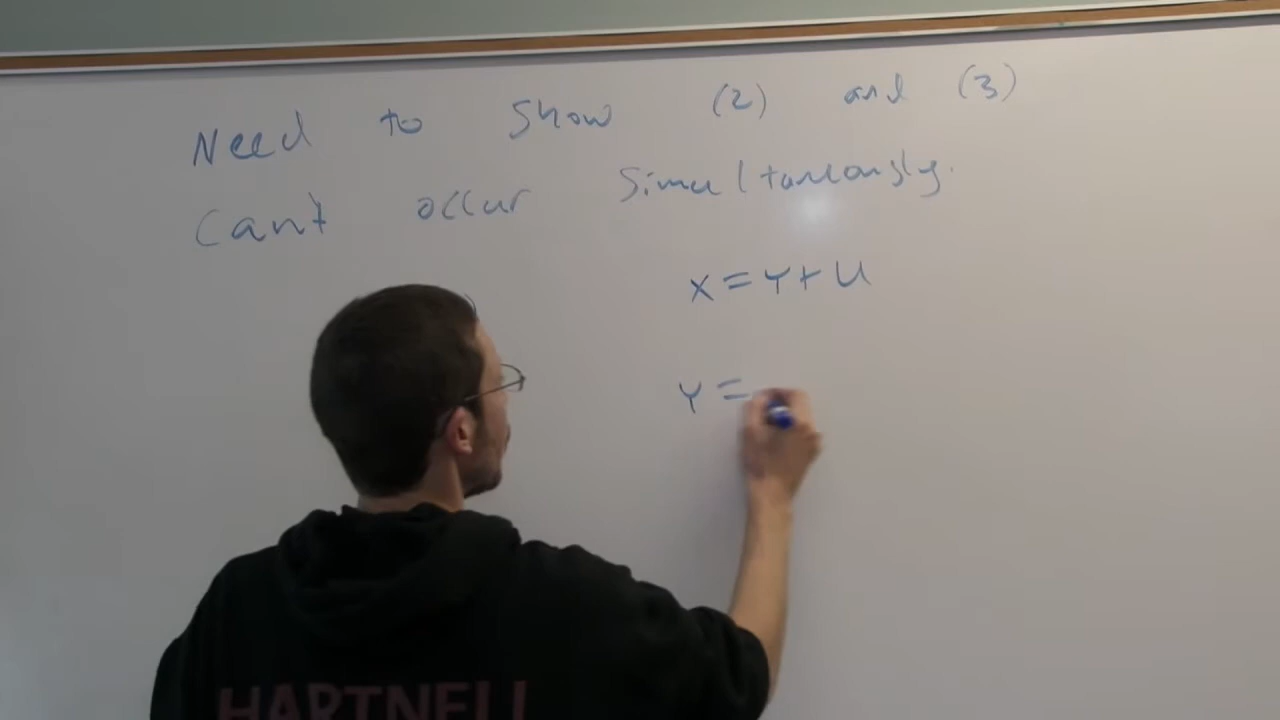 Need to Show (2) and (3)
Can't occur Simultaneously.
x = y + u
y =
HARTNELL